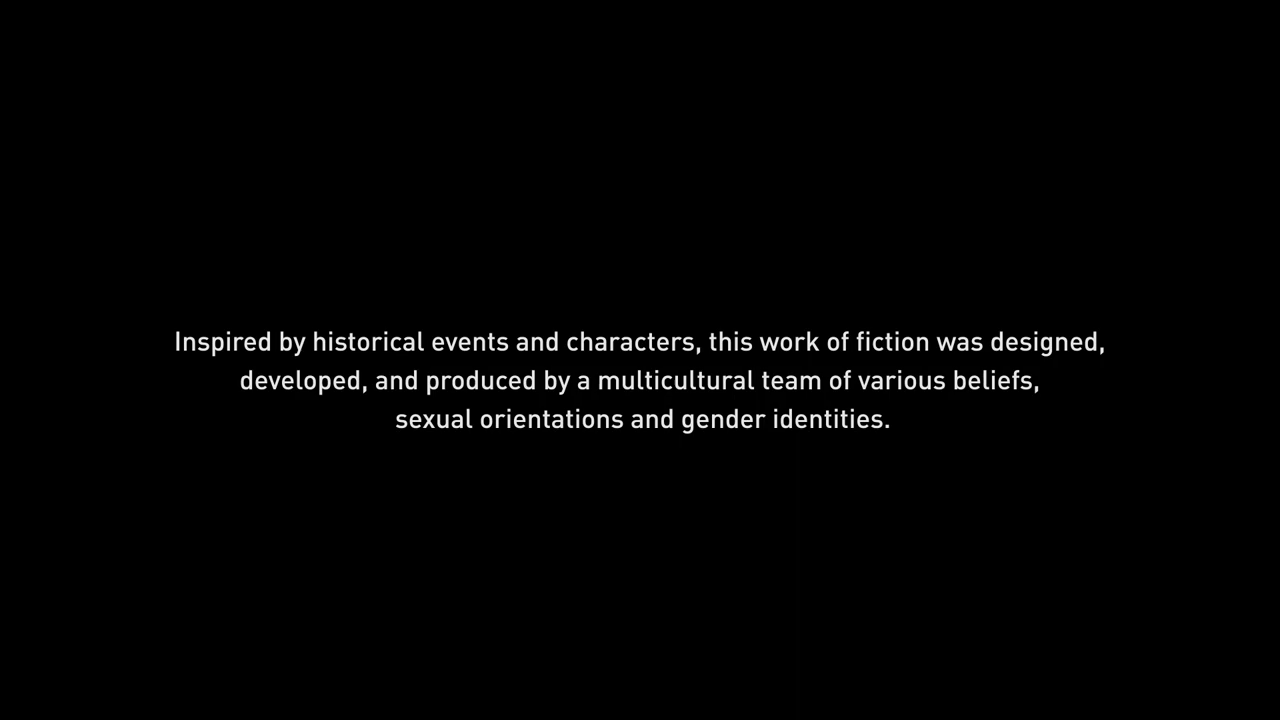 Inspired by historical events and characters, this work of fiction was designed,
developed, and produced by a multicultural team of various beliefs,
sexual orientations and gender identities.